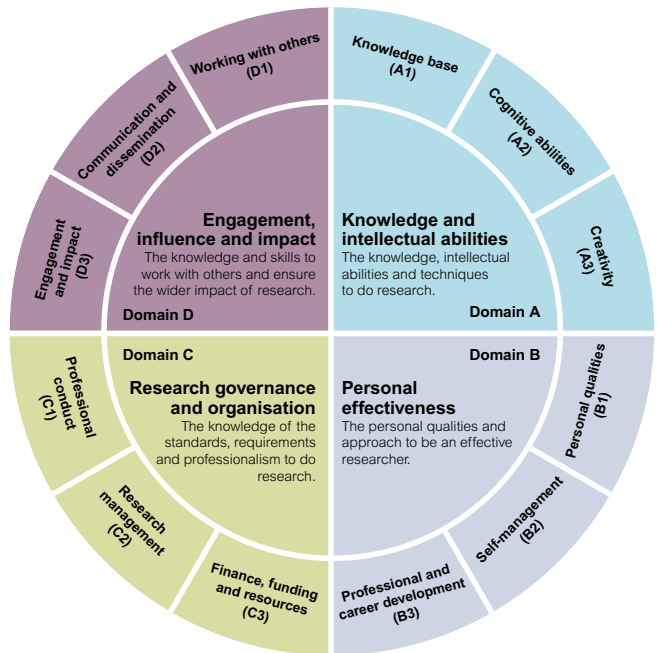 Working with others
(D1)
Knowledge base
(A1)
Communication and
dissemination
(D2)
Cognitive abilities
(A2)
Engagement
and impact
(D3)
Creativity
(A3)
Engagement,
influence and impact
The knowledge and skills to
work with others and ensure
the wider impact of research.
Domain D
Knowledge and
intellectual abilities
The knowledge, intellectual
abilities and techniques
to do research.
Domain A
Domain C
Research governance
and organisation
The knowledge of the
standards, requirements
and professionalism to do
research.
Domain B
Personal
effectiveness
The personal qualities and
approach to be an effective
researcher.
Professional
conduct
(C1)
Personal qualities
(B1)
Research
management
(C2)
Self-management
(B2)
Finance, funding
and resources
(C3)
Professional and
career development
(B3)